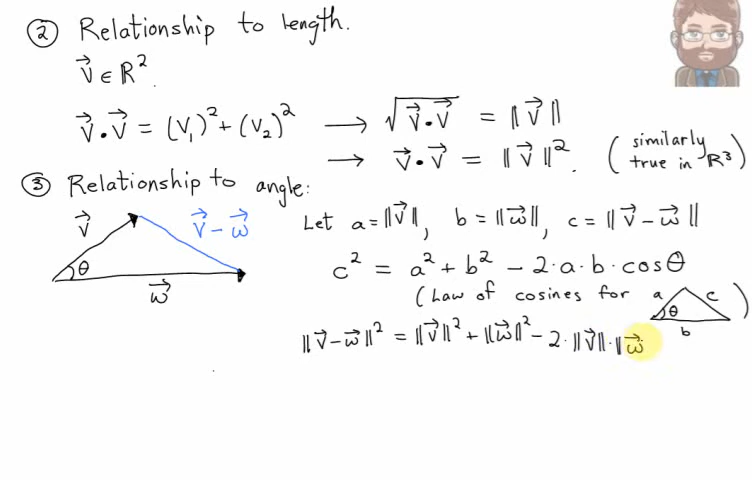 ② Relationship to length.
v⃗ ∈ ℝ².
v⃗·v⃗ = (v₁)² + (v₂)² → √(v⃗·v⃗) = ‖v⃗‖
→ v⃗·v⃗ = ‖v⃗‖². (similarly true in ℝ³)
③ Relationship to angle:
v⃗ v⃗ − w⃗
θ
w⃗
Let a = ‖v⃗‖, b = ‖w⃗‖, c = ‖v⃗ − w⃗‖
c² = a² + b² − 2·a·b·cosθ
(Law of cosines for a θ c b)
‖v⃗ − w⃗‖² = ‖v⃗‖² + ‖w⃗‖² − 2·‖v⃗‖·‖w⃗